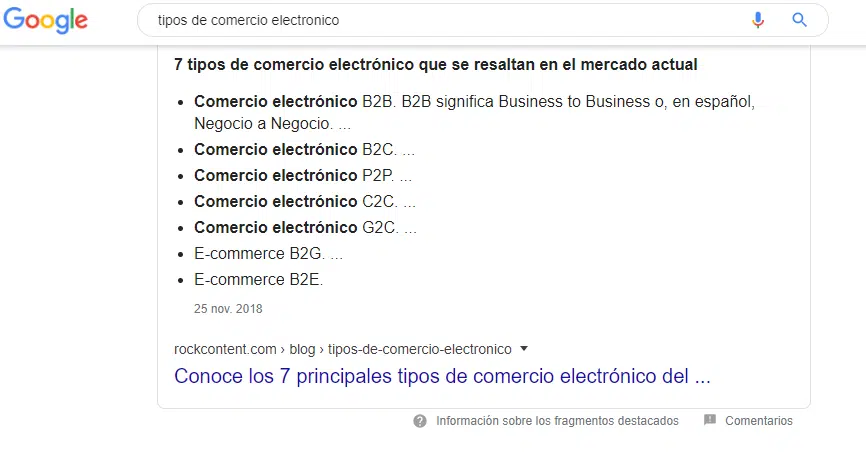 Google
tipos de comercio electronico
7 tipos de comercio electrónico que se resaltan en el mercado actual
Comercio electrónico B2B. B2B significa Business to Business o, en español,
Negocio a Negocio. ...
Comercio electrónico B2C. ...
Comercio electrónico P2P. ...
Comercio electrónico C2C. ...
Comercio electrónico G2C. ...
E-commerce B2G. ...
E-commerce B2E.
25 nov. 2018
rockcontent.com › blog › tipos-de-comercio-electronico
Conoce los 7 principales tipos de comercio electrónico del ...
Información sobre los fragmentos destacados Comentarios